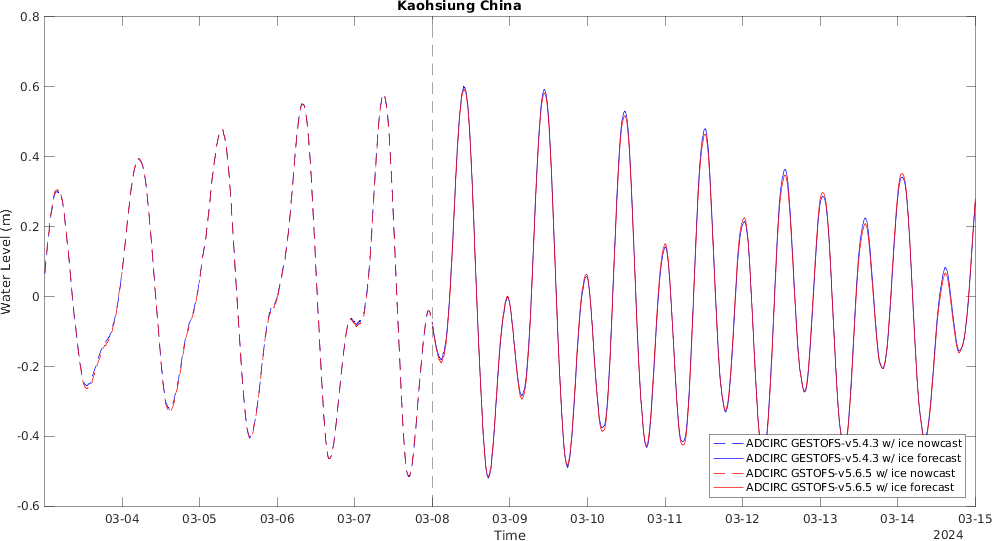 Kaohsiung China
0.8
0.6
0.4
0.2
0
-0.2
-0.4
-0.6
Water Level (m)
03-04 03-05 03-06 03-07 03-08 03-09 03-10 03-11 03-12 03-13 03-14 03-15
Time
2024
ADCIRC GESTOFS-v5.4.3 w/ ice nowcast
ADCIRC GESTOFS-v5.4.3 w/ ice forecast
ADCIRC GSTOFS-v5.6.5 w/ ice nowcast
ADCIRC GSTOFS-v5.6.5 w/ ice forecast